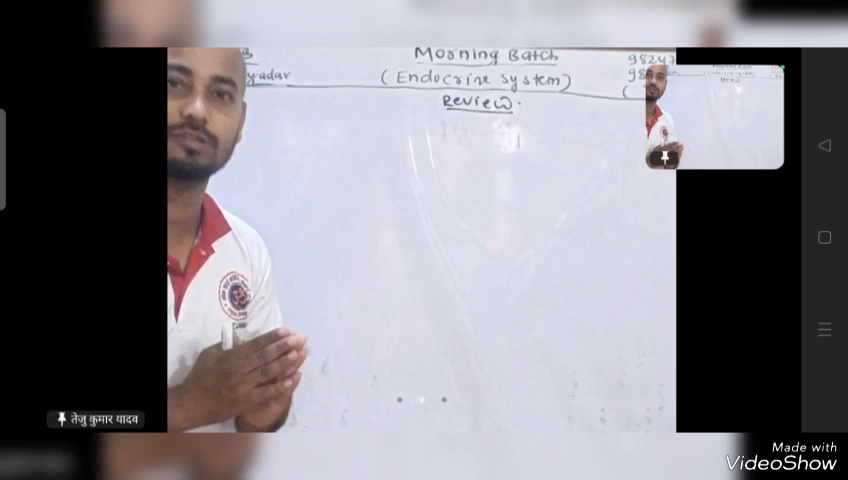 Morning Batch
yadav
(Endocrine system)
Review.
तेजु कुमार यादव
Made with
VideoShow